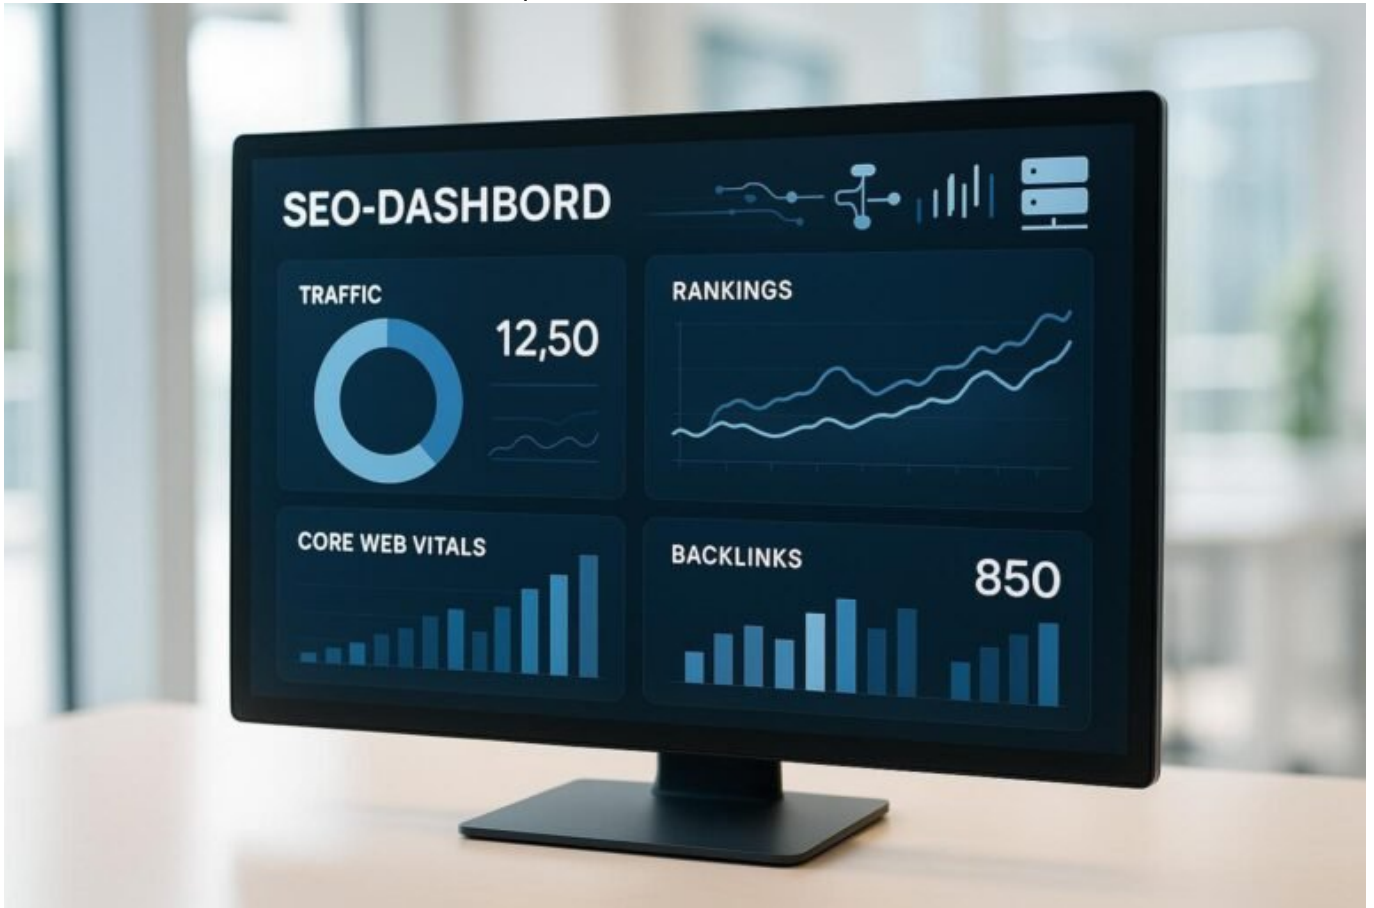 SEO-DASHBORD
TRAFFIC
12,50
RANKINGS
CORE WEB VITALS
BACKLINKS
850